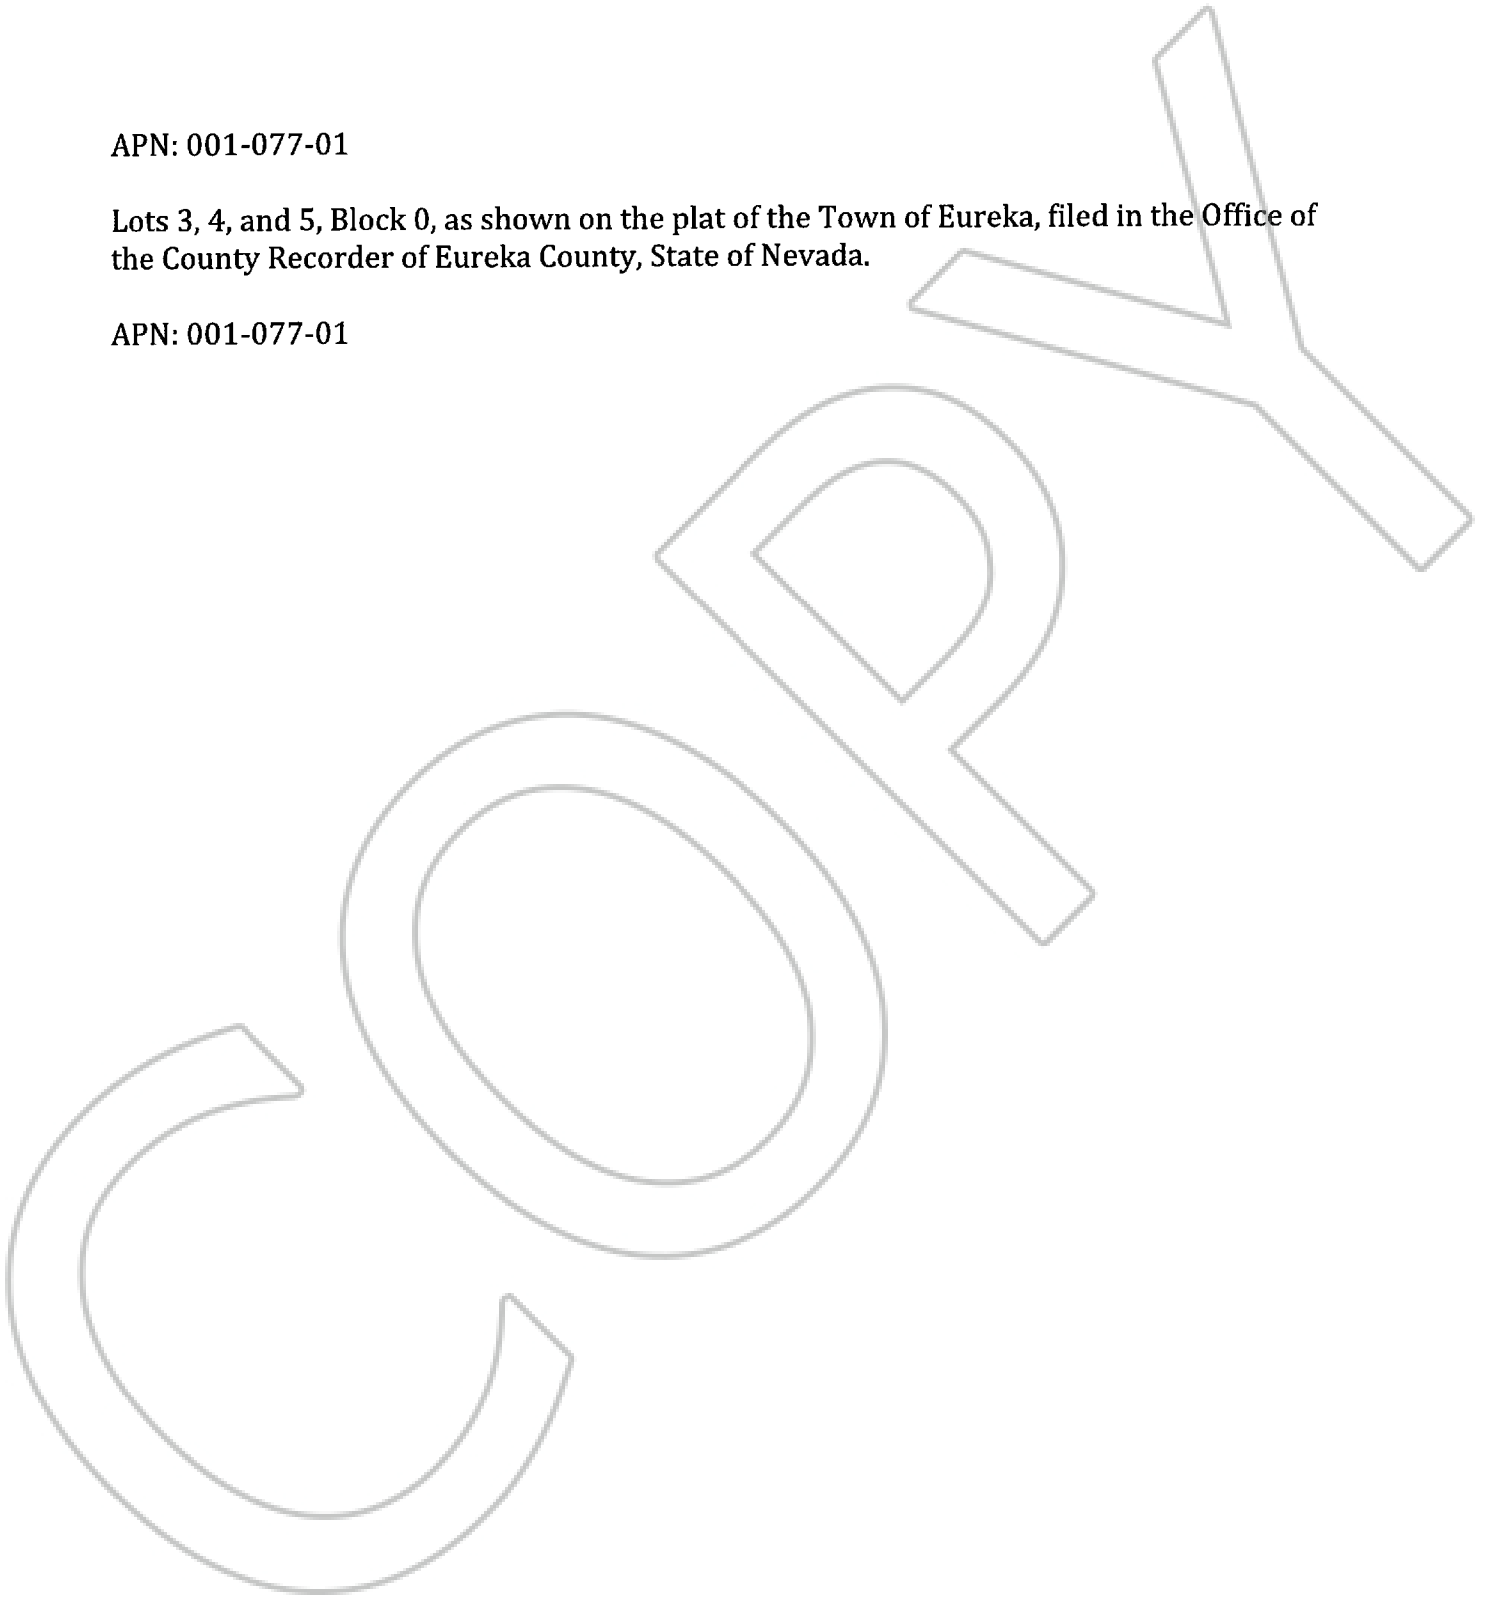 APN: 001-077-01
Lots 3, 4, and 5, Block 0, as shown on the plat of the Town of Eureka, filed in the Office of
the County Recorder of Eureka County, State of Nevada.
APN: 001-077-01
COPY